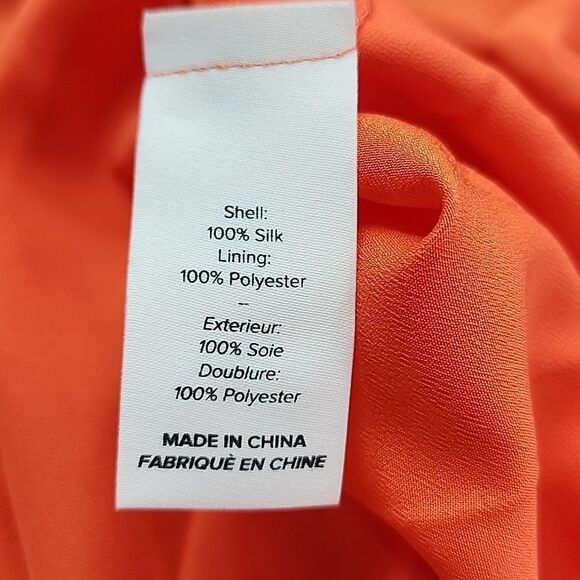 Shell:
100% Silk
Lining:
100% Polyester
--
Exterieur:
100% Soie
Doublure:
100% Polyester
MADE IN CHINA
FABRIQUÈ EN CHINE